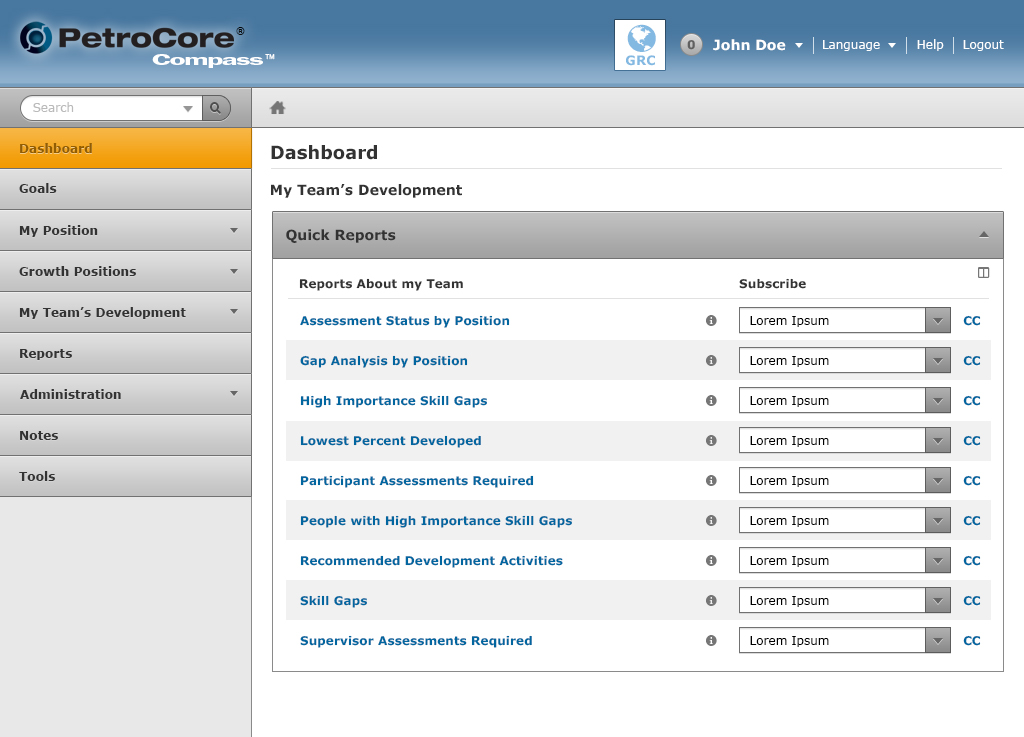 PetroCore®
Compass™
GRC
0 John Doe Language Help Logout
Search
Dashboard
Goals
My Position
Growth Positions
My Team’s Development
Reports
Administration
Notes
Tools
Dashboard
My Team’s Development
Quick Reports
Reports About my Team Subscribe
Assessment Status by Position Lorem Ipsum CC
Gap Analysis by Position Lorem Ipsum CC
High Importance Skill Gaps Lorem Ipsum CC
Lowest Percent Developed Lorem Ipsum CC
Participant Assessments Required Lorem Ipsum CC
People with High Importance Skill Gaps Lorem Ipsum CC
Recommended Development Activities Lorem Ipsum CC
Skill Gaps Lorem Ipsum CC
Supervisor Assessments Required Lorem Ipsum CC